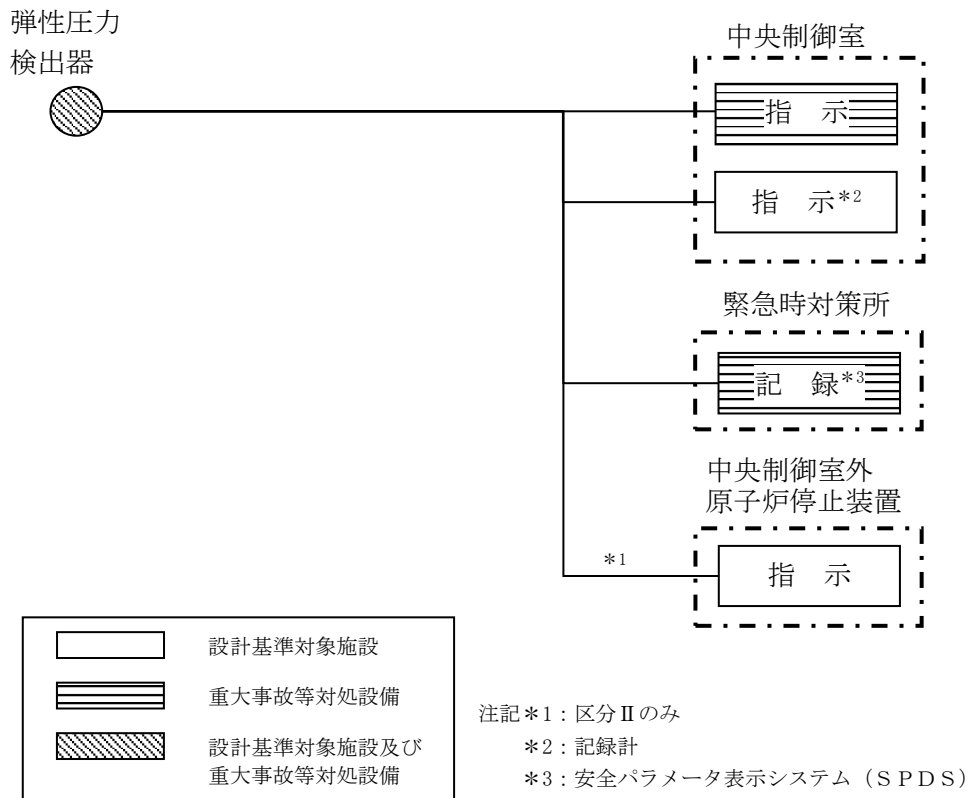 弾性圧力
検出器
中央制御室
指　示
指　示*2
緊急時対策所
記　録*3
中央制御室外
原子炉停止装置
*1
指　示
設計基準対象施設
重大事故等対処設備
設計基準対象施設及び
重大事故等対処設備
注記*1：区分Ⅱのみ
*2：記録計
*3：安全パラメータ表示システム（ＳＰＤＳ）